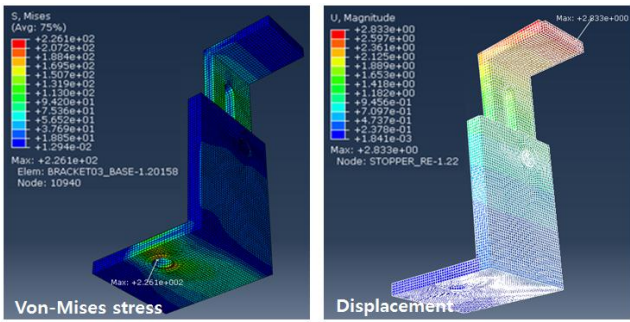 S, Mises
(Avg: 75%)
+2.261e+02
+2.072e+02
+1.884e+02
+1.695e+02
+1.507e+02
+1.319e+02
+1.130e+02
+9.420e+01
+7.536e+01
+5.652e+01
+3.769e+01
+1.885e+01
+1.294e-02
Max: +2.261e+02
Elem: BRACKET03_BASE-1.20158
Node: 10940
Max: +2.261e+002
Von-Mises stress
U, Magnitude
+2.833e+00
+2.597e+00
+2.361e+00
+2.125e+00
+1.889e+00
+1.653e+00
+1.418e+00
+1.182e+00
+9.456e-01
+7.097e-01
+4.737e-01
+2.378e-01
+1.841e-03
Max: +2.833e+00
Node: STOPPER_RE-1.22
Max: +2.833e+000
Displacement